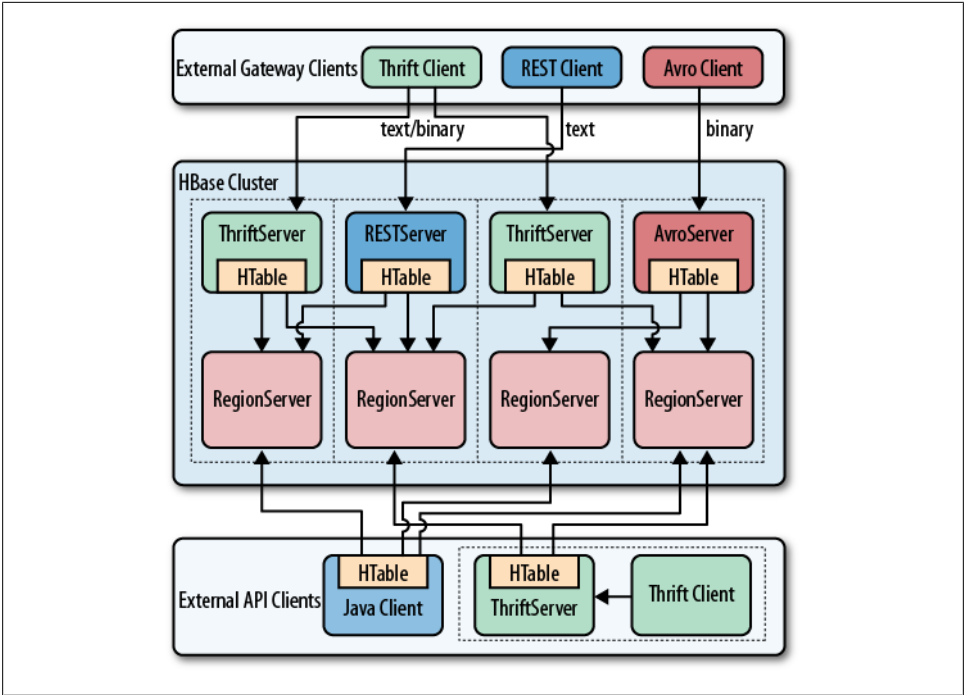 External Gateway Clients
Thrift Client
REST Client
Avro Client
text/binary
text
binary
HBase Cluster
ThriftServer
RESTServer
ThriftServer
AvroServer
HTable
HTable
HTable
HTable
RegionServer
RegionServer
RegionServer
RegionServer
External API Clients
HTable
Java Client
HTable
ThriftServer
Thrift Client